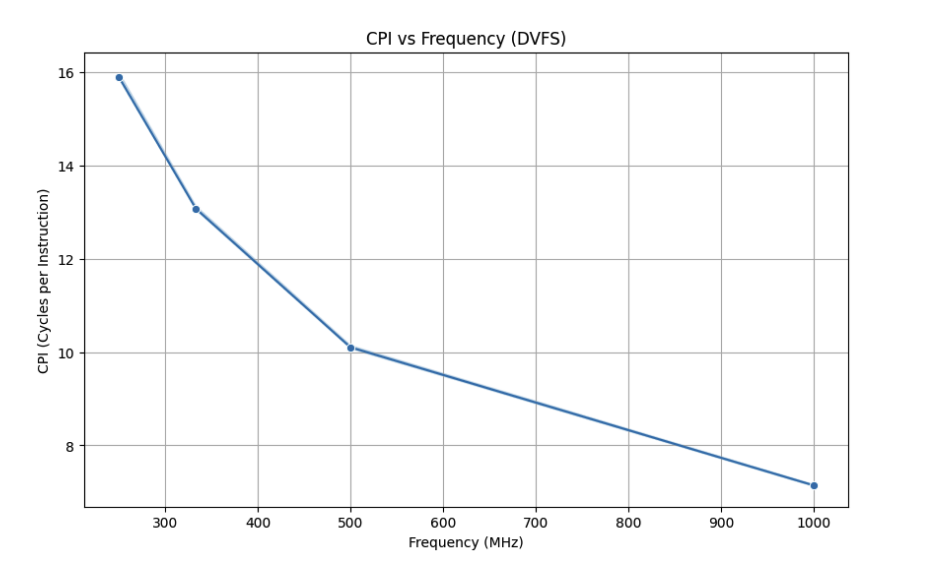 CPI vs Frequency (DVFS)
CPI (Cycles per Instruction)
16
14
12
10
8
300 400 500 600 700 800 900 1000
Frequency (MHz)